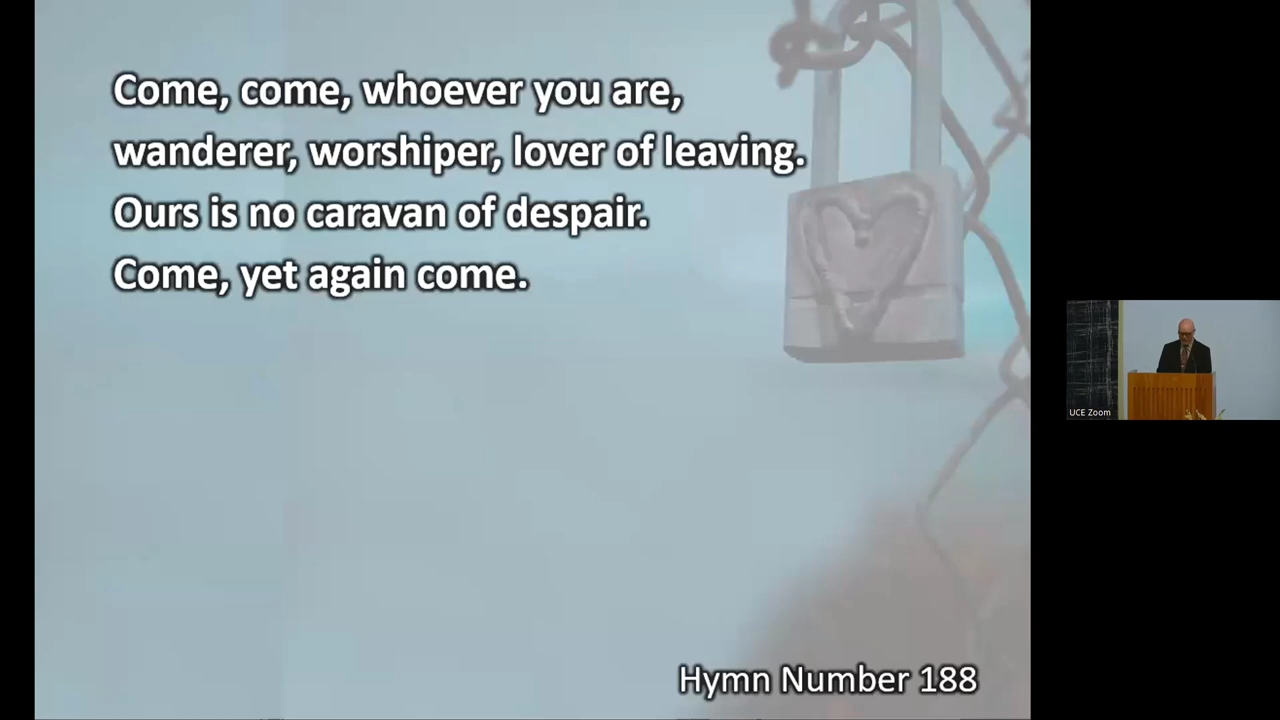 Come, come, whoever you are,
wanderer, worshiper, lover of leaving.
Ours is no caravan of despair.
Come, yet again come.
Hymn Number 188
UCE Zoom